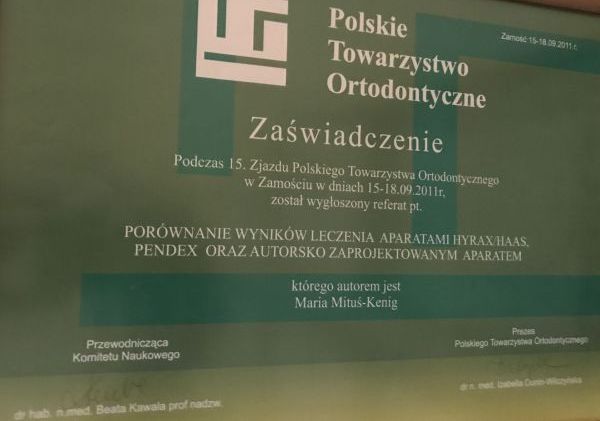 Polskie
Towarzystwo
Ortodontyczne
Zamość 15-18.09.2011 r.
Zaświadczenie
Podczas 15. Zjazdu Polskiego Towarzystwa Ortodontycznego
w Zamościu w dniach 15-18.09.2011r,
został wygłoszony referat pt.
PORÓWNANIE WYNIKÓW LECZENIA APARATAMI HYRAX/HAAS,
PENDEX ORAZ AUTORSKO ZAPROJEKTOWANYM APARATEM
którego autorem jest
Maria Mituś-Kenig
Przewodnicząca
Komitetu Naukowego
dr hab. n.med. Beata Kawala prof nadzw.
Prezes
Polskiego Towarzystwa Ortodontycznego
dr n. med. Izabella Dunin-Wilczyńska